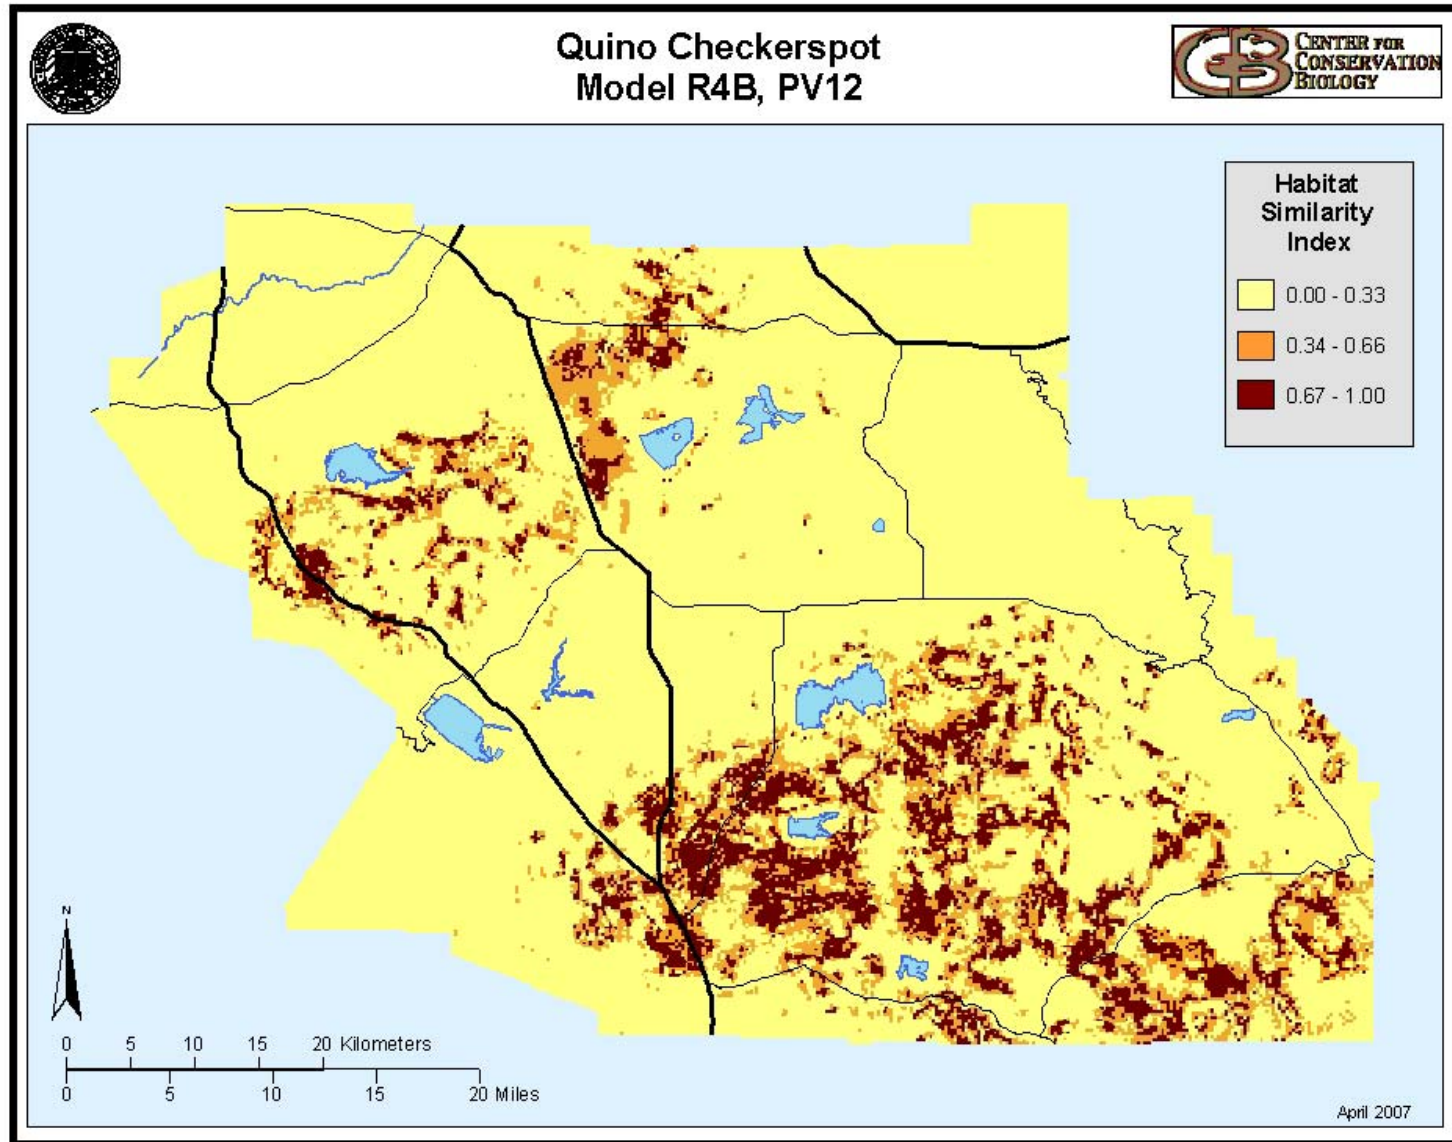 Quino Checkerspot
Model R4B, PV12
CENTER FOR
CONSERVATION
BIOLOGY
Habitat
Similarity
Index
0.00 - 0.33
0.34 - 0.66
0.67 - 1.00
N
0 5 10 15 20 Kilometers
0 5 10 15 20 Miles
April 2007